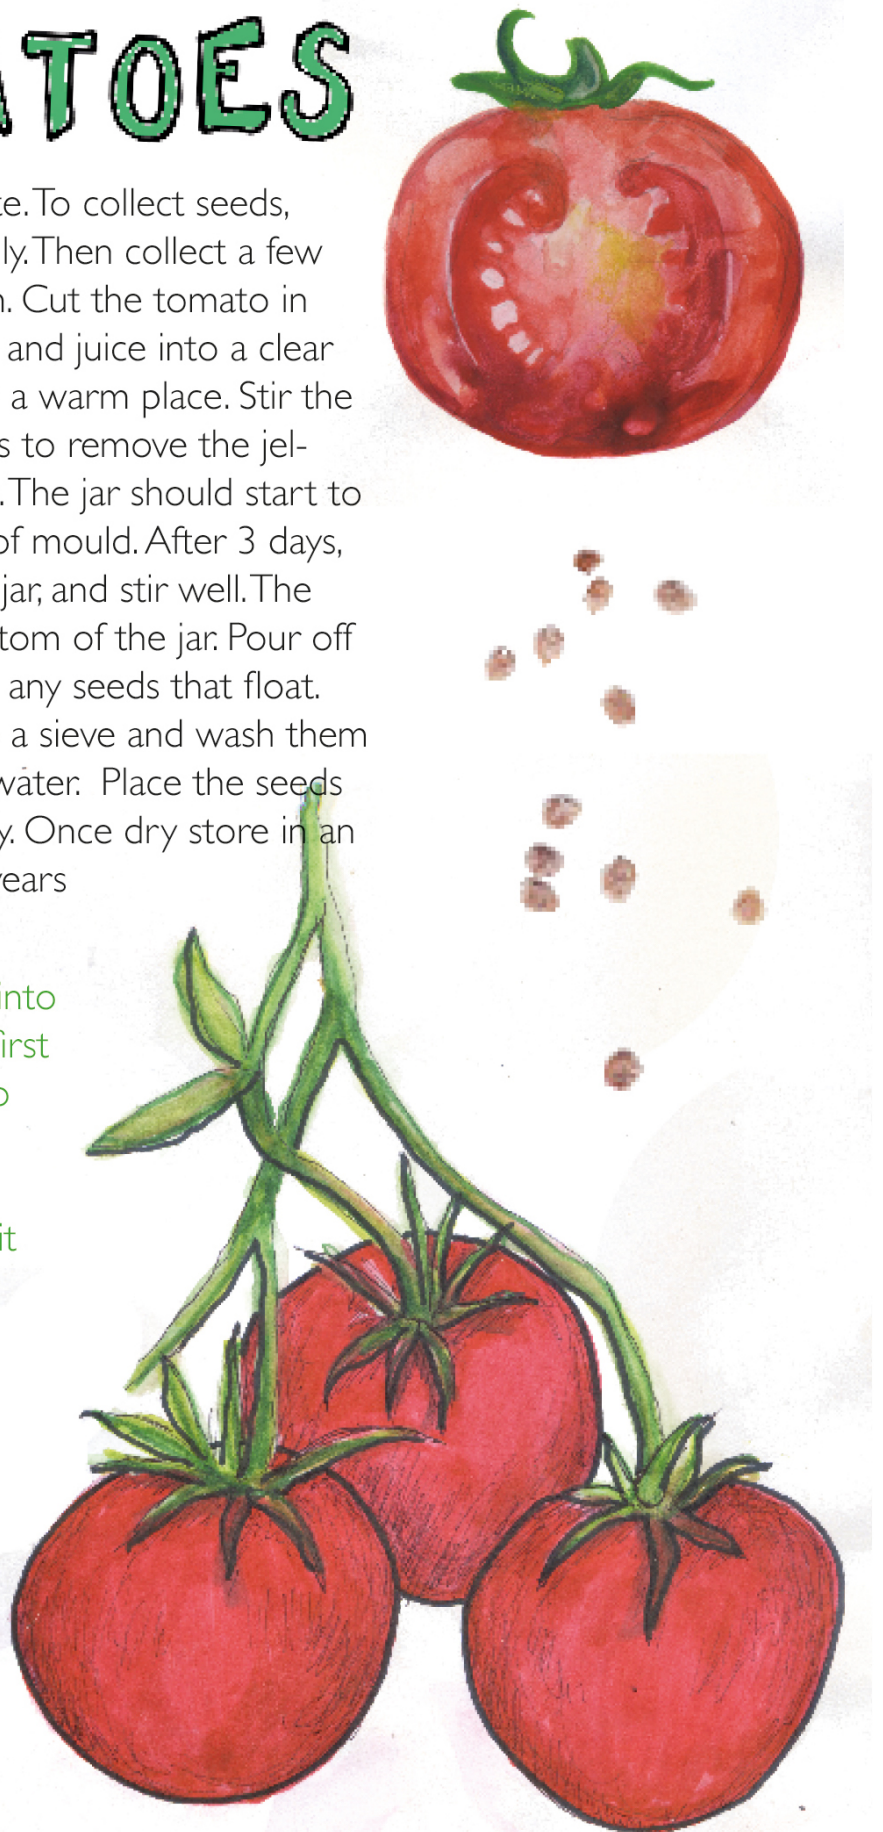 ATOES
te. To collect seeds,
ly. Then collect a few
n. Cut the tomato in
and juice into a clear
a warm place. Stir the
s to remove the jel-
. The jar should start to
of mould. After 3 days,
jar, and stir well. The
tom of the jar. Pour off
any seeds that float.
a sieve and wash them
water.  Place the seeds
y. Once dry store in an
years
into
first
o
it